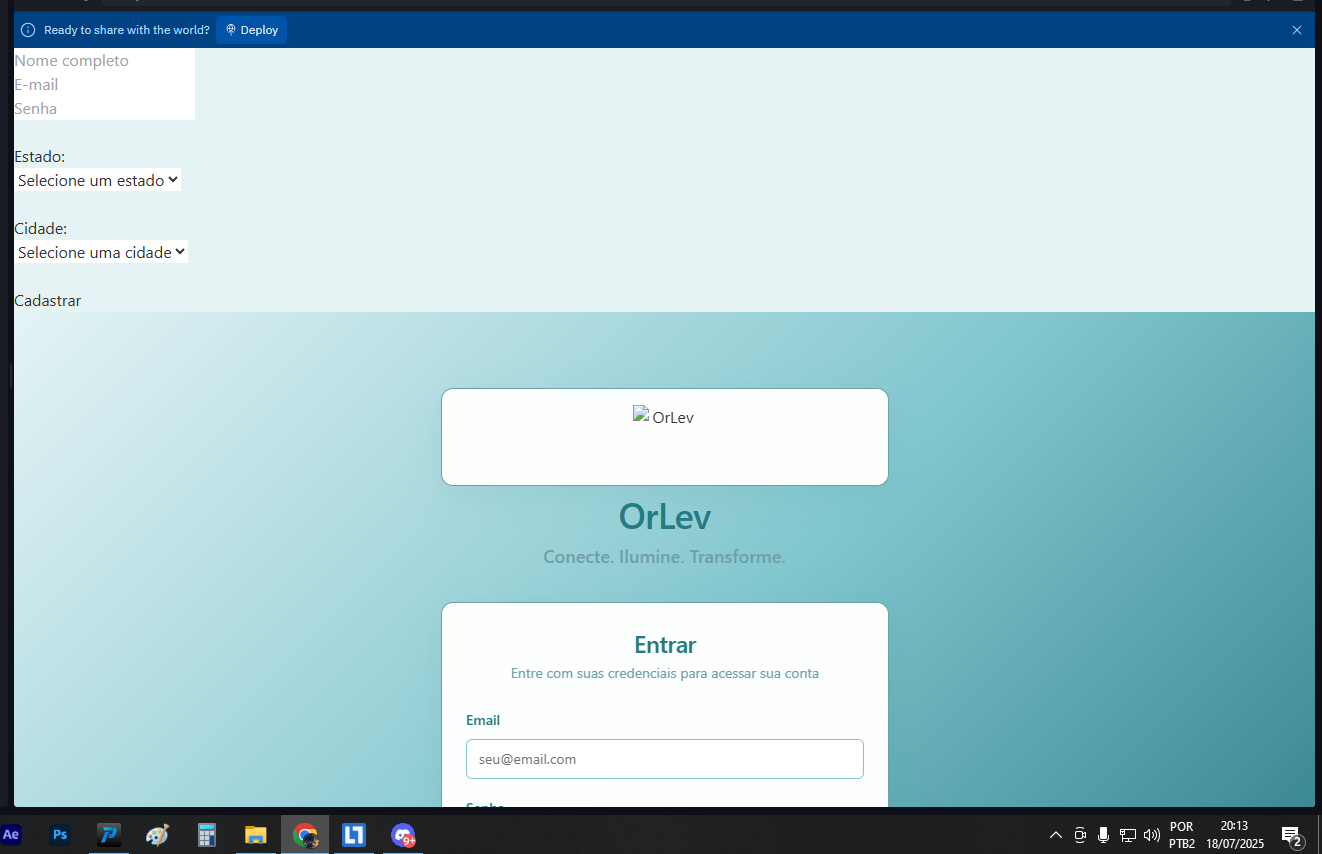 Ready to share with the world? Deploy
Nome completo
E-mail
Senha
Estado:
Selecione um estado
Cidade:
Selecione uma cidade
Cadastrar
OrLev
OrLev
Conecte. Ilumine. Transforme.
Entrar
Entre com suas credenciais para acessar sua conta
Email
seu@email.com
Senha
Ae
Ps
9+
POR
PTB2
20:13
18/07/2025
2